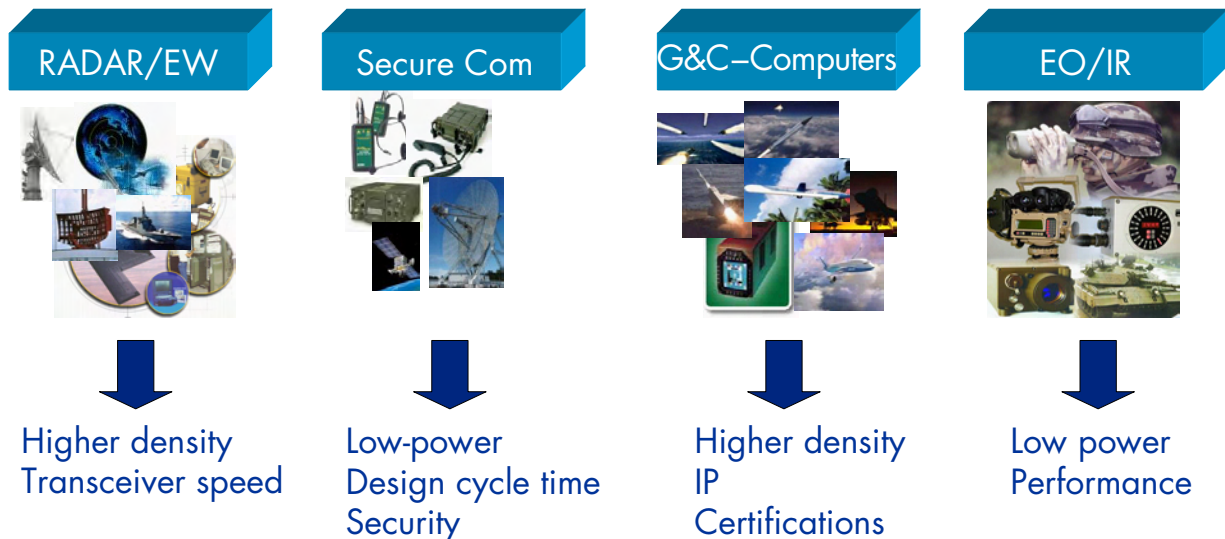 RADAR/EW
Secure Com
G&C–Computers
EO/IR
Higher density
Transceiver speed
Low-power
Design cycle time
Security
Higher density
IP
Certifications
Low power
Performance